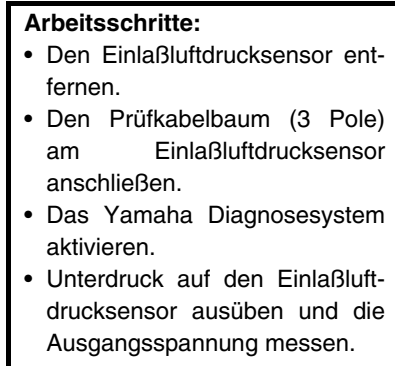 Arbeitsschritte:
• Den Einlaßluftdrucksensor ent-
fernen.
• Den Prüfkabelbaum (3 Pole)
am Einlaßluftdrucksensor
anschließen.
• Das Yamaha Diagnosesystem
aktivieren.
• Unterdruck auf den Einlaßluft-
drucksensor ausüben und die
Ausgangsspannung messen.